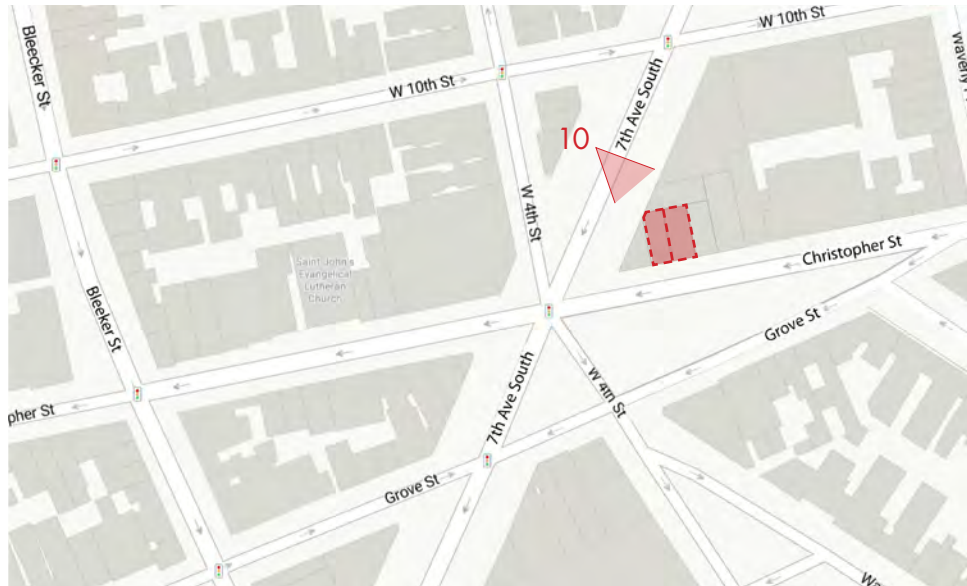 Bleecker St
W 10th St
W 10th St
7th Ave South
10
W 4th St
Saint John's
Evangelical
Lutheran
Church
Christopher St
Bleeker St
Grove St
7th Ave South
W 4th St
pher St
Grove St